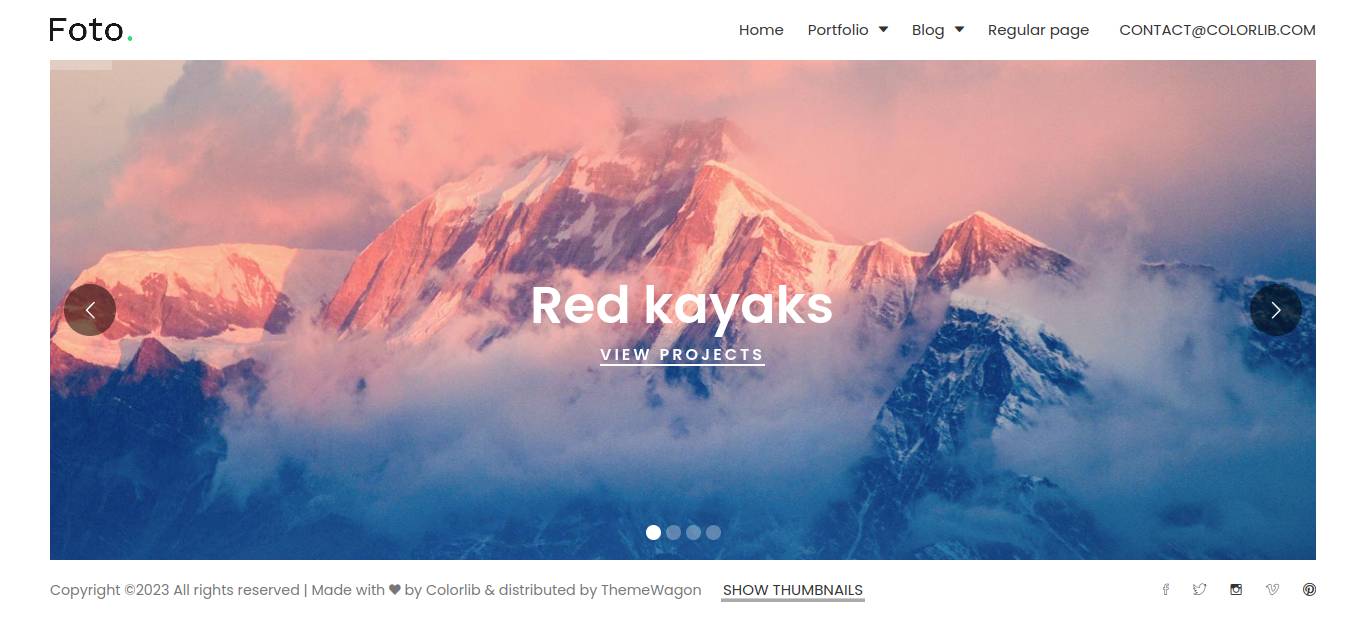 Foto.
Home Portfolio Blog Regular page CONTACT@COLORLIB.COM
Red kayaks
VIEW PROJECTS
Copyright ©2023 All rights reserved | Made with ♥ by Colorlib & distributed by ThemeWagon SHOW THUMBNAILS